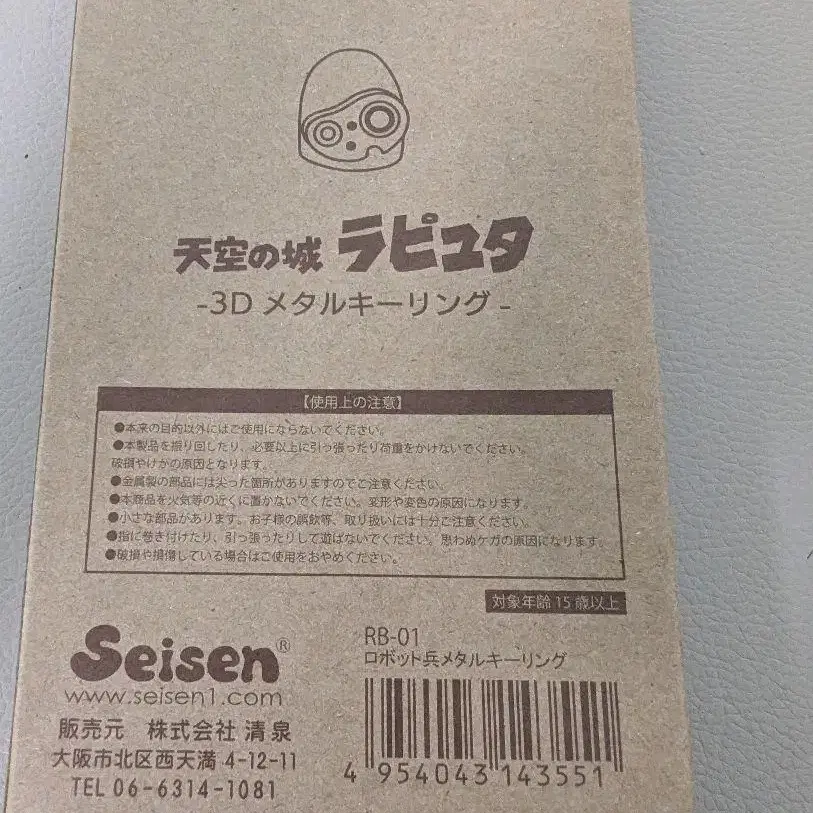 天空の城 ラピュタ
-3D メタルキーリング-
【使用上の注意】
●本来の目的以外にはご使用にならないでください。
●本製品を振り回したり、必要以上に引っ張ったり荷重をかけないでください。
破損やけがの原因となります。
●金属製の部品には尖った箇所がありますのでご注意ください。
●本商品を火気等の近くに置かないでください。変形や変色の原因になります。
●小さな部品があります。お子様の誤飲等、取り扱いには十分ご注意ください。
●指に巻き付けたり、引っ張ったりして遊ばないでください。思わぬケガの原因になります。
●破損や損傷している場合はご使用をおやめください。
対象年齢 15 歳以上
Seisen®
www.seisen1.com
販売元 株式会社 清泉
大阪市北区西天満 4-12-11
TEL 06-6314-1081
RB-01
ロボット兵メタルキーリング
4 954043 143551